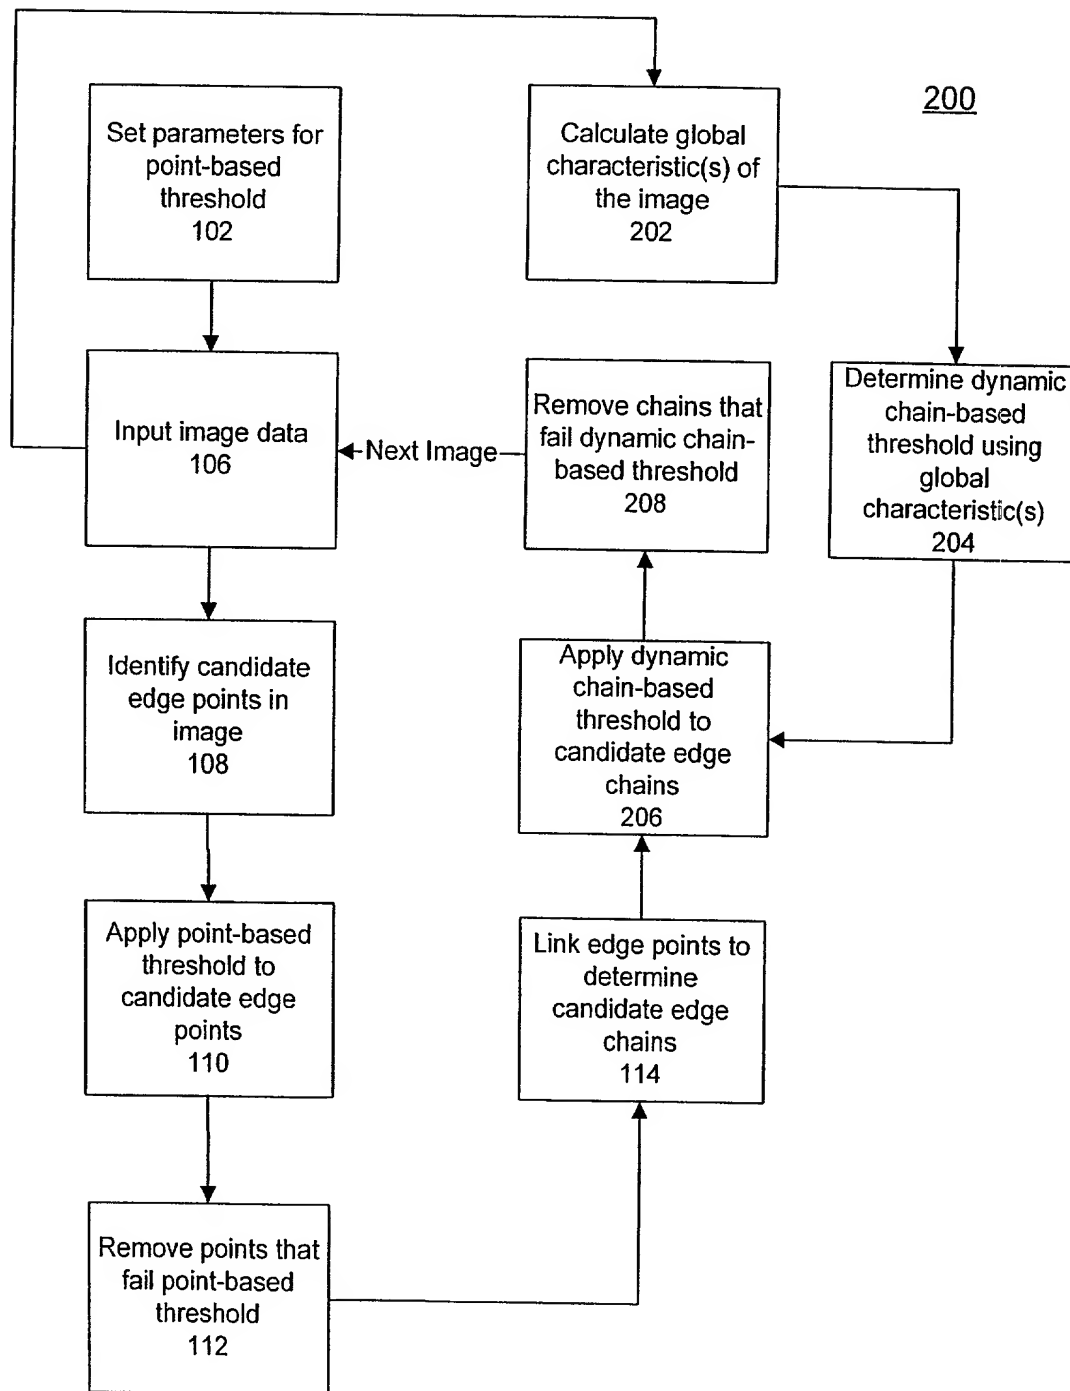 200
Set parameters for
point-based
threshold
102
Calculate global
characteristic(s) of
the image
202
Input image data
106
Next Image
Remove chains that
fail dynamic chain-
based threshold
208
Determine dynamic
chain-based
threshold using
global
characteristic(s)
204
Identify candidate
edge points in
image
108
Apply dynamic
chain-based
threshold to
candidate edge
chains
206
Apply point-based
threshold to
candidate edge
points
110
Link edge points to
determine
candidate edge
chains
114
Remove points that
fail point-based
threshold
112